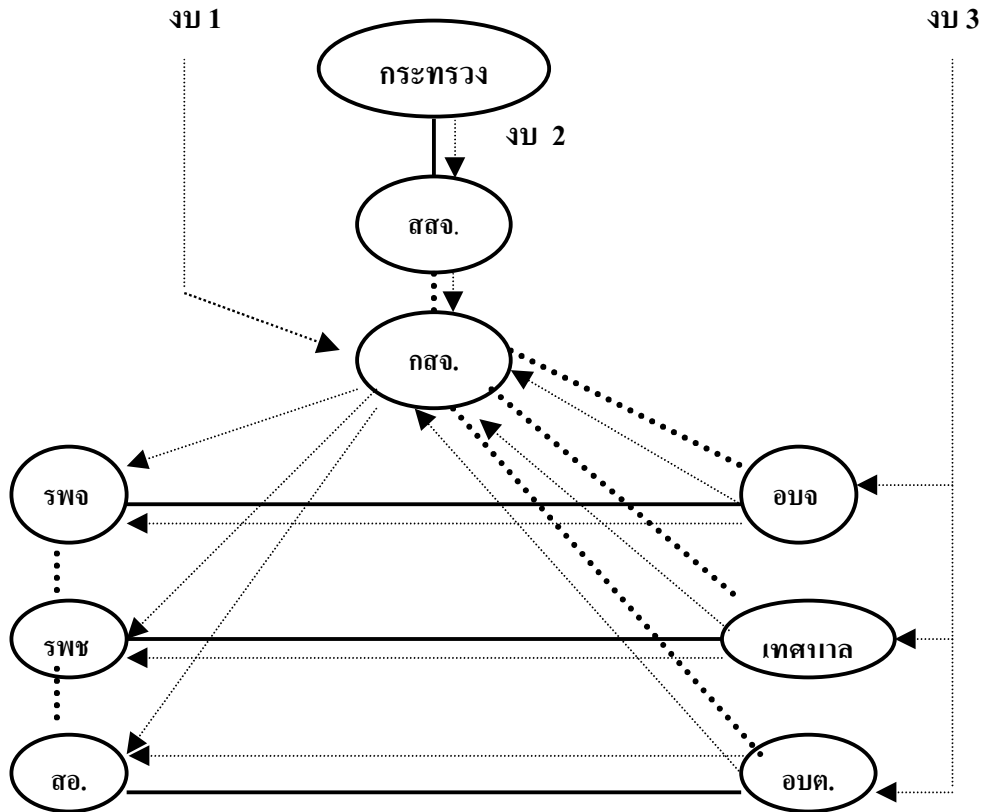 งบ 1
งบ 3
กระทรวง
งบ 2
สสจ.
กสจ.
รพจ
อบจ
รพช
เทศบาล
สอ.
อบต.